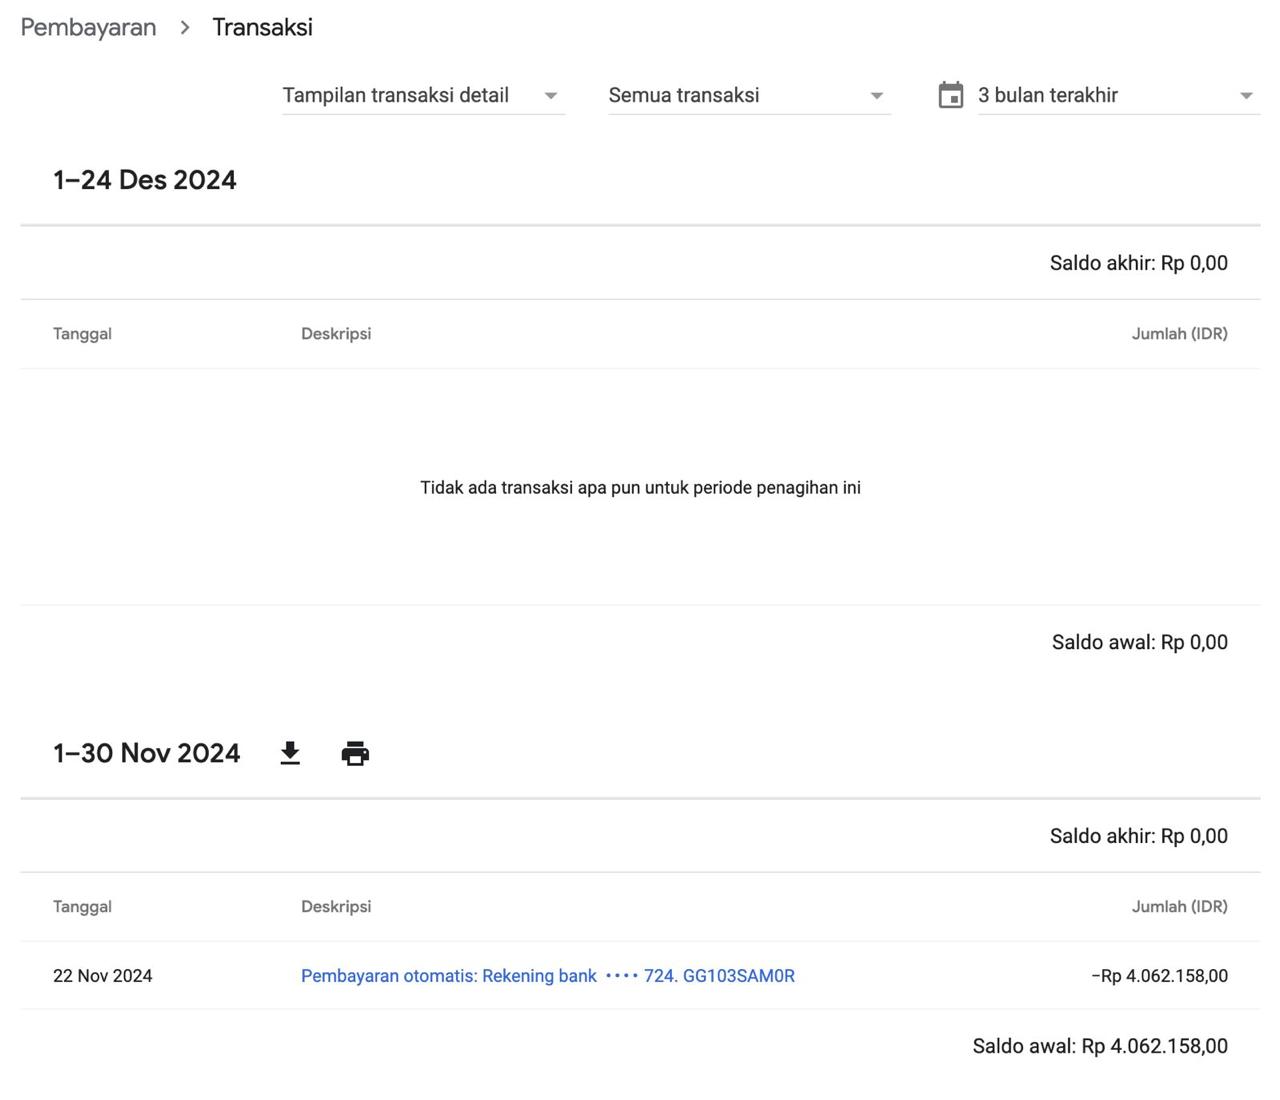 Pembayaran > Transaksi
Tampilan transaksi detail Semua transaksi 3 bulan terakhir
1–24 Des 2024
Saldo akhir: Rp 0,00
Tanggal Deskripsi Jumlah (IDR)
Tidak ada transaksi apa pun untuk periode penagihan ini
Saldo awal: Rp 0,00
1–30 Nov 2024
Saldo akhir: Rp 0,00
Tanggal Deskripsi Jumlah (IDR)
22 Nov 2024 Pembayaran otomatis: Rekening bank •••• 724. GG103SAM0R −Rp 4.062.158,00
Saldo awal: Rp 4.062.158,00